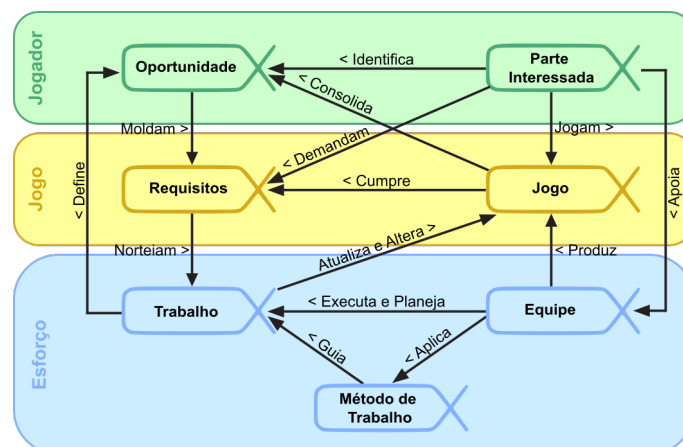 Jogador
Oportunidade
< Identifica
Parte
Interessada
< Consolida
Moldam >
< Demandam
Jogam >
Jogo
Requisitos
< Cumpre
Jogo
< Define
< Apoia
Norteiam >
Atualiza e Altera >
< Produz
Esforço
Trabalho
< Executa e Planeja
Equipe
< Guia
< Aplica
Método de
Trabalho